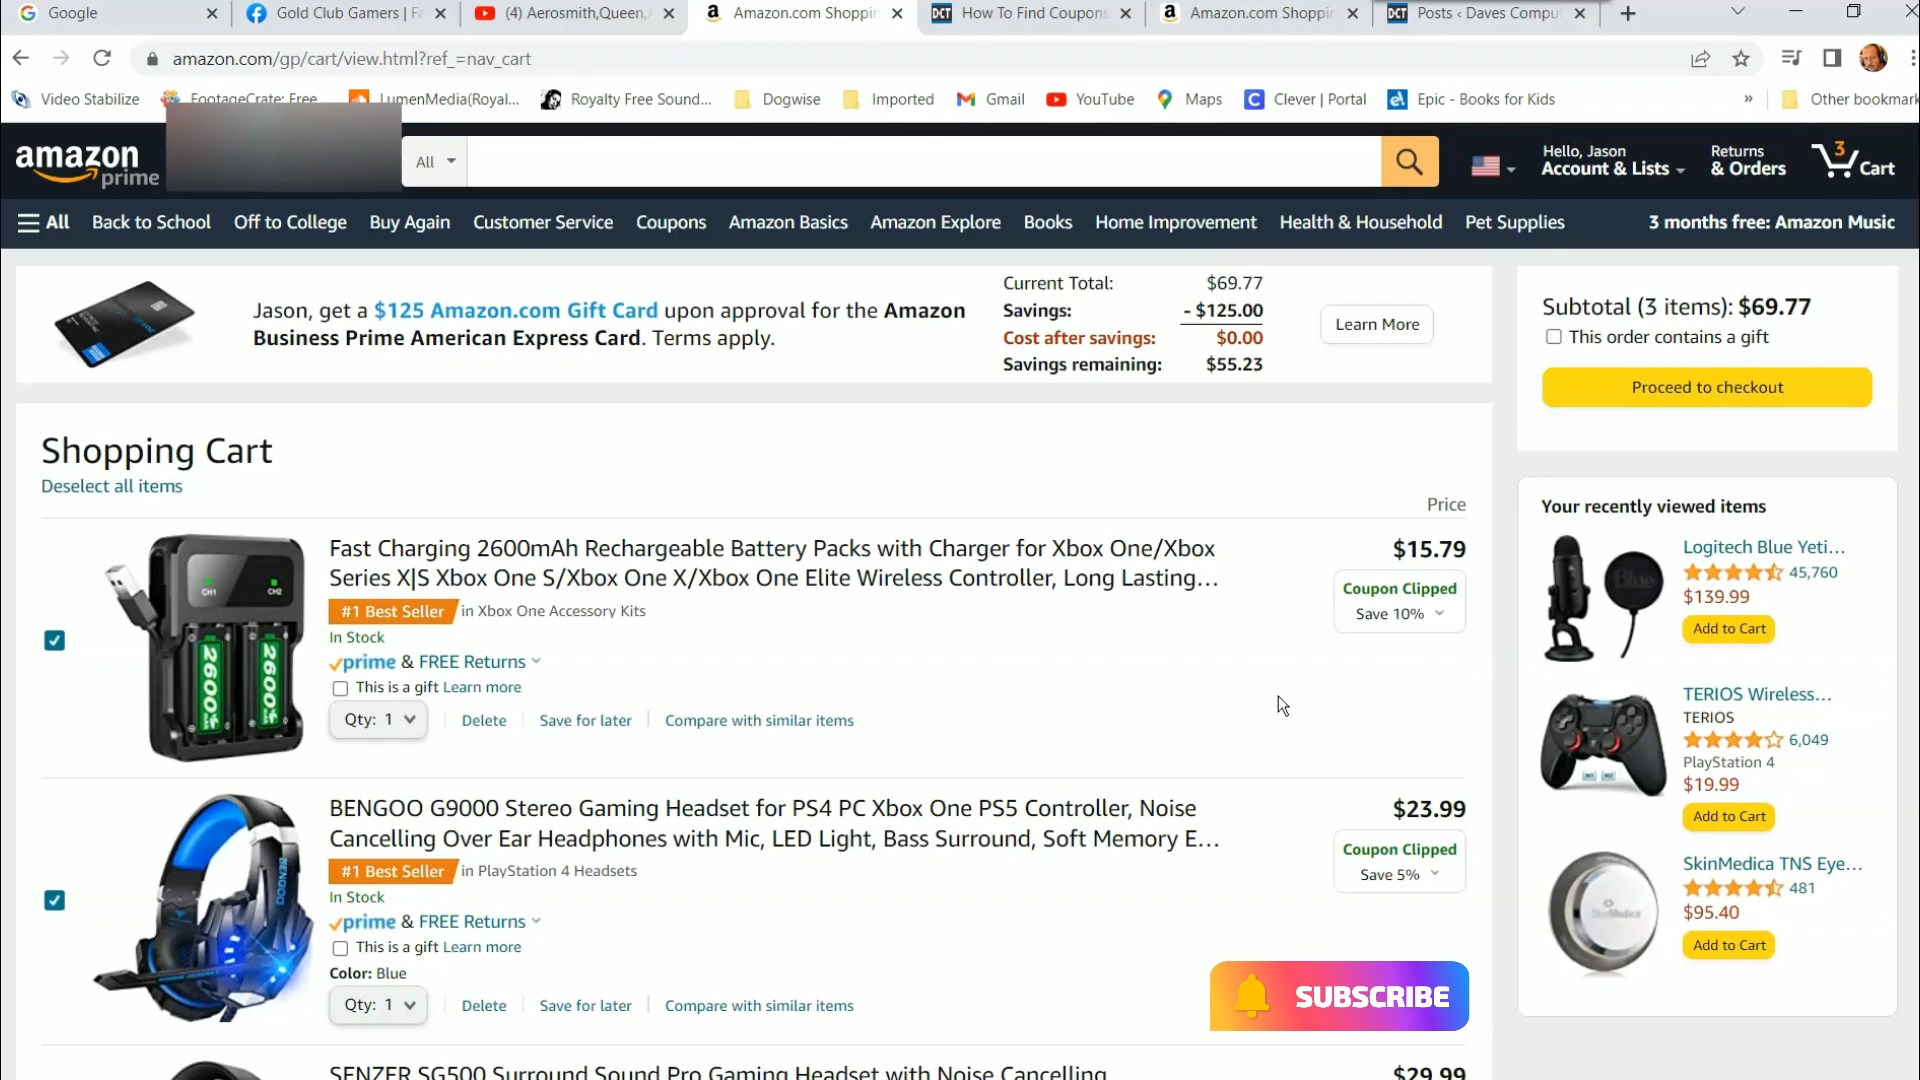 Google
Gold Club Gamers | Fa
(4) Aerosmith,Queen,
Amazon.com Shoppin
How To Find Coupons
Amazon.com Shoppin
Posts ‹ Daves Compu
amazon.com/gp/cart/view.html?ref_=nav_cart
Video Stabilize
FootageCrate: Free
LumenMedia(Royal...
Royalty Free Sound...
Dogwise
Imported
Gmail
YouTube
Maps
Clever | Portal
Epic - Books for Kids
»
Other bookmark
amazon prime
All
Hello, Jason
Account & Lists
Returns
& Orders
3
Cart
All
Back to School
Off to College
Buy Again
Customer Service
Coupons
Amazon Basics
Amazon Explore
Books
Home Improvement
Health & Household
Pet Supplies
3 months free: Amazon Music
Jason, get a $125 Amazon.com Gift Card upon approval for the Amazon
Business Prime American Express Card. Terms apply.
Current Total: $69.77
Savings: - $125.00
Cost after savings: $0.00
Savings remaining: $55.23
Learn More
Subtotal (3 items): $69.77
This order contains a gift
Proceed to checkout
Shopping Cart
Deselect all items
Price
CH1 CH2
2600
2600
Fast Charging 2600mAh Rechargeable Battery Packs with Charger for Xbox One/Xbox
Series X|S Xbox One S/Xbox One X/Xbox One Elite Wireless Controller, Long Lasting...
#1 Best Seller in Xbox One Accessory Kits
In Stock
prime & FREE Returns
This is a gift Learn more
Qty: 1
Delete
Save for later
Compare with similar items
$15.79
Coupon Clipped
Save 10%
BENGOO
BENGOO G9000 Stereo Gaming Headset for PS4 PC Xbox One PS5 Controller, Noise
Cancelling Over Ear Headphones with Mic, LED Light, Bass Surround, Soft Memory E...
#1 Best Seller in PlayStation 4 Headsets
In Stock
prime & FREE Returns
This is a gift Learn more
Color: Blue
Qty: 1
Delete
Save for later
Compare with similar items
$23.99
Coupon Clipped
Save 5%
SUBSCRIBE
SENZER SG500 Surround Sound Pro Gaming Headset with Noise Cancelling
$29.99
Your recently viewed items
Blue
Logitech Blue Yeti...
45,760
$139.99
Add to Cart
TERIOS Wireless...
TERIOS
6,049
PlayStation 4
$19.99
Add to Cart
SkinMedica
SkinMedica TNS Eye...
481
$95.40
Add to Cart